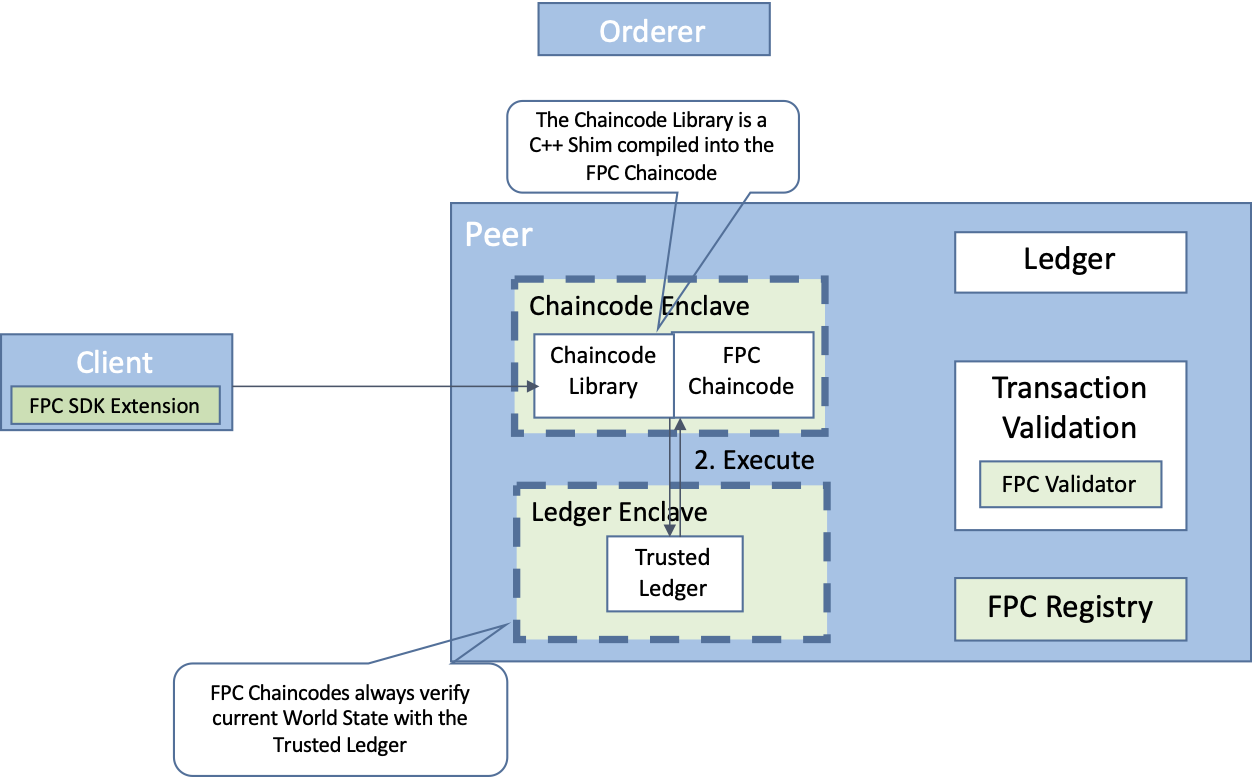 Orderer
The Chaincode Library is a
C++ Shim compiled into the
FPC Chaincode
Peer
Ledger
Chaincode Enclave
Chaincode
Library
FPC
Chaincode
Client
FPC SDK Extension
Transaction
Validation
FPC Validator
2. Execute
Ledger Enclave
Trusted
Ledger
FPC Registry
FPC Chaincodes always verify
current World State with the
Trusted Ledger